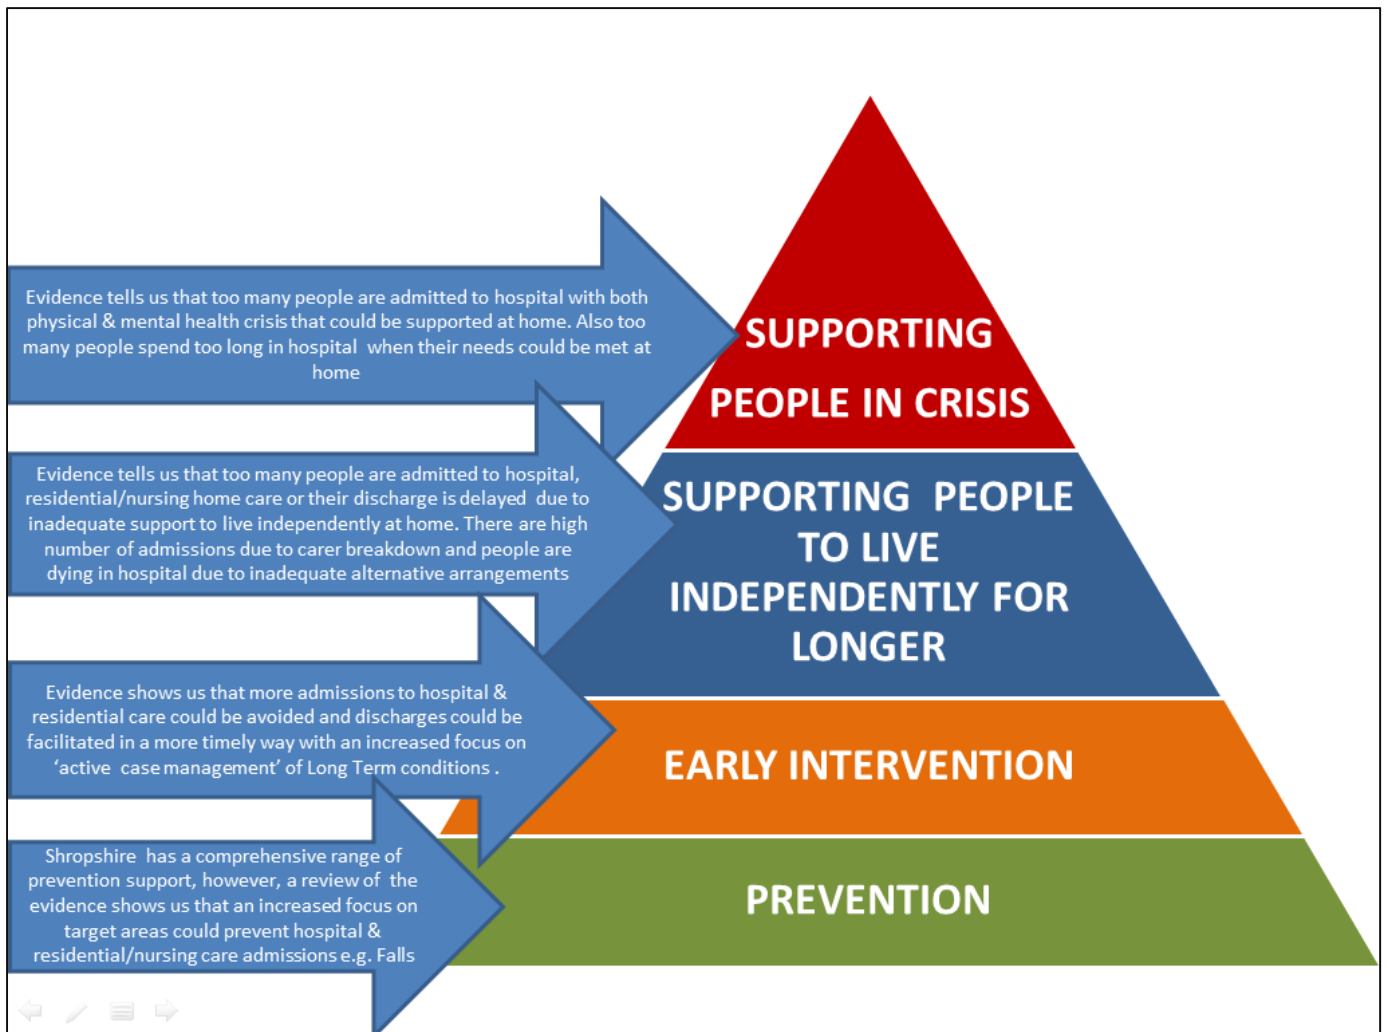 Evidence tells us that too many people are admitted to hospital with both
physical & mental health crisis that could be supported at home. Also too
many people spend too long in hospital when their needs could be met at
home
SUPPORTING
PEOPLE IN CRISIS
Evidence tells us that too many people are admitted to hospital,
residential/nursing home care or their discharge is delayed due to
inadequate support to live independently at home. There are high
number of admissions due to carer breakdown and people are
dying in hospital due to inadequate alternative arrangements
SUPPORTING PEOPLE
TO LIVE
INDEPENDENTLY FOR
LONGER
Evidence shows us that more admissions to hospital &
residential care could be avoided and discharges could be
facilitated in a more timely way with an increased focus on
‘active case management’ of Long Term conditions .
EARLY INTERVENTION
Shropshire has a comprehensive range of
prevention support, however, a review of the
evidence shows us that an increased focus on
target areas could prevent hospital &
residential/nursing care admissions e.g. Falls
PREVENTION